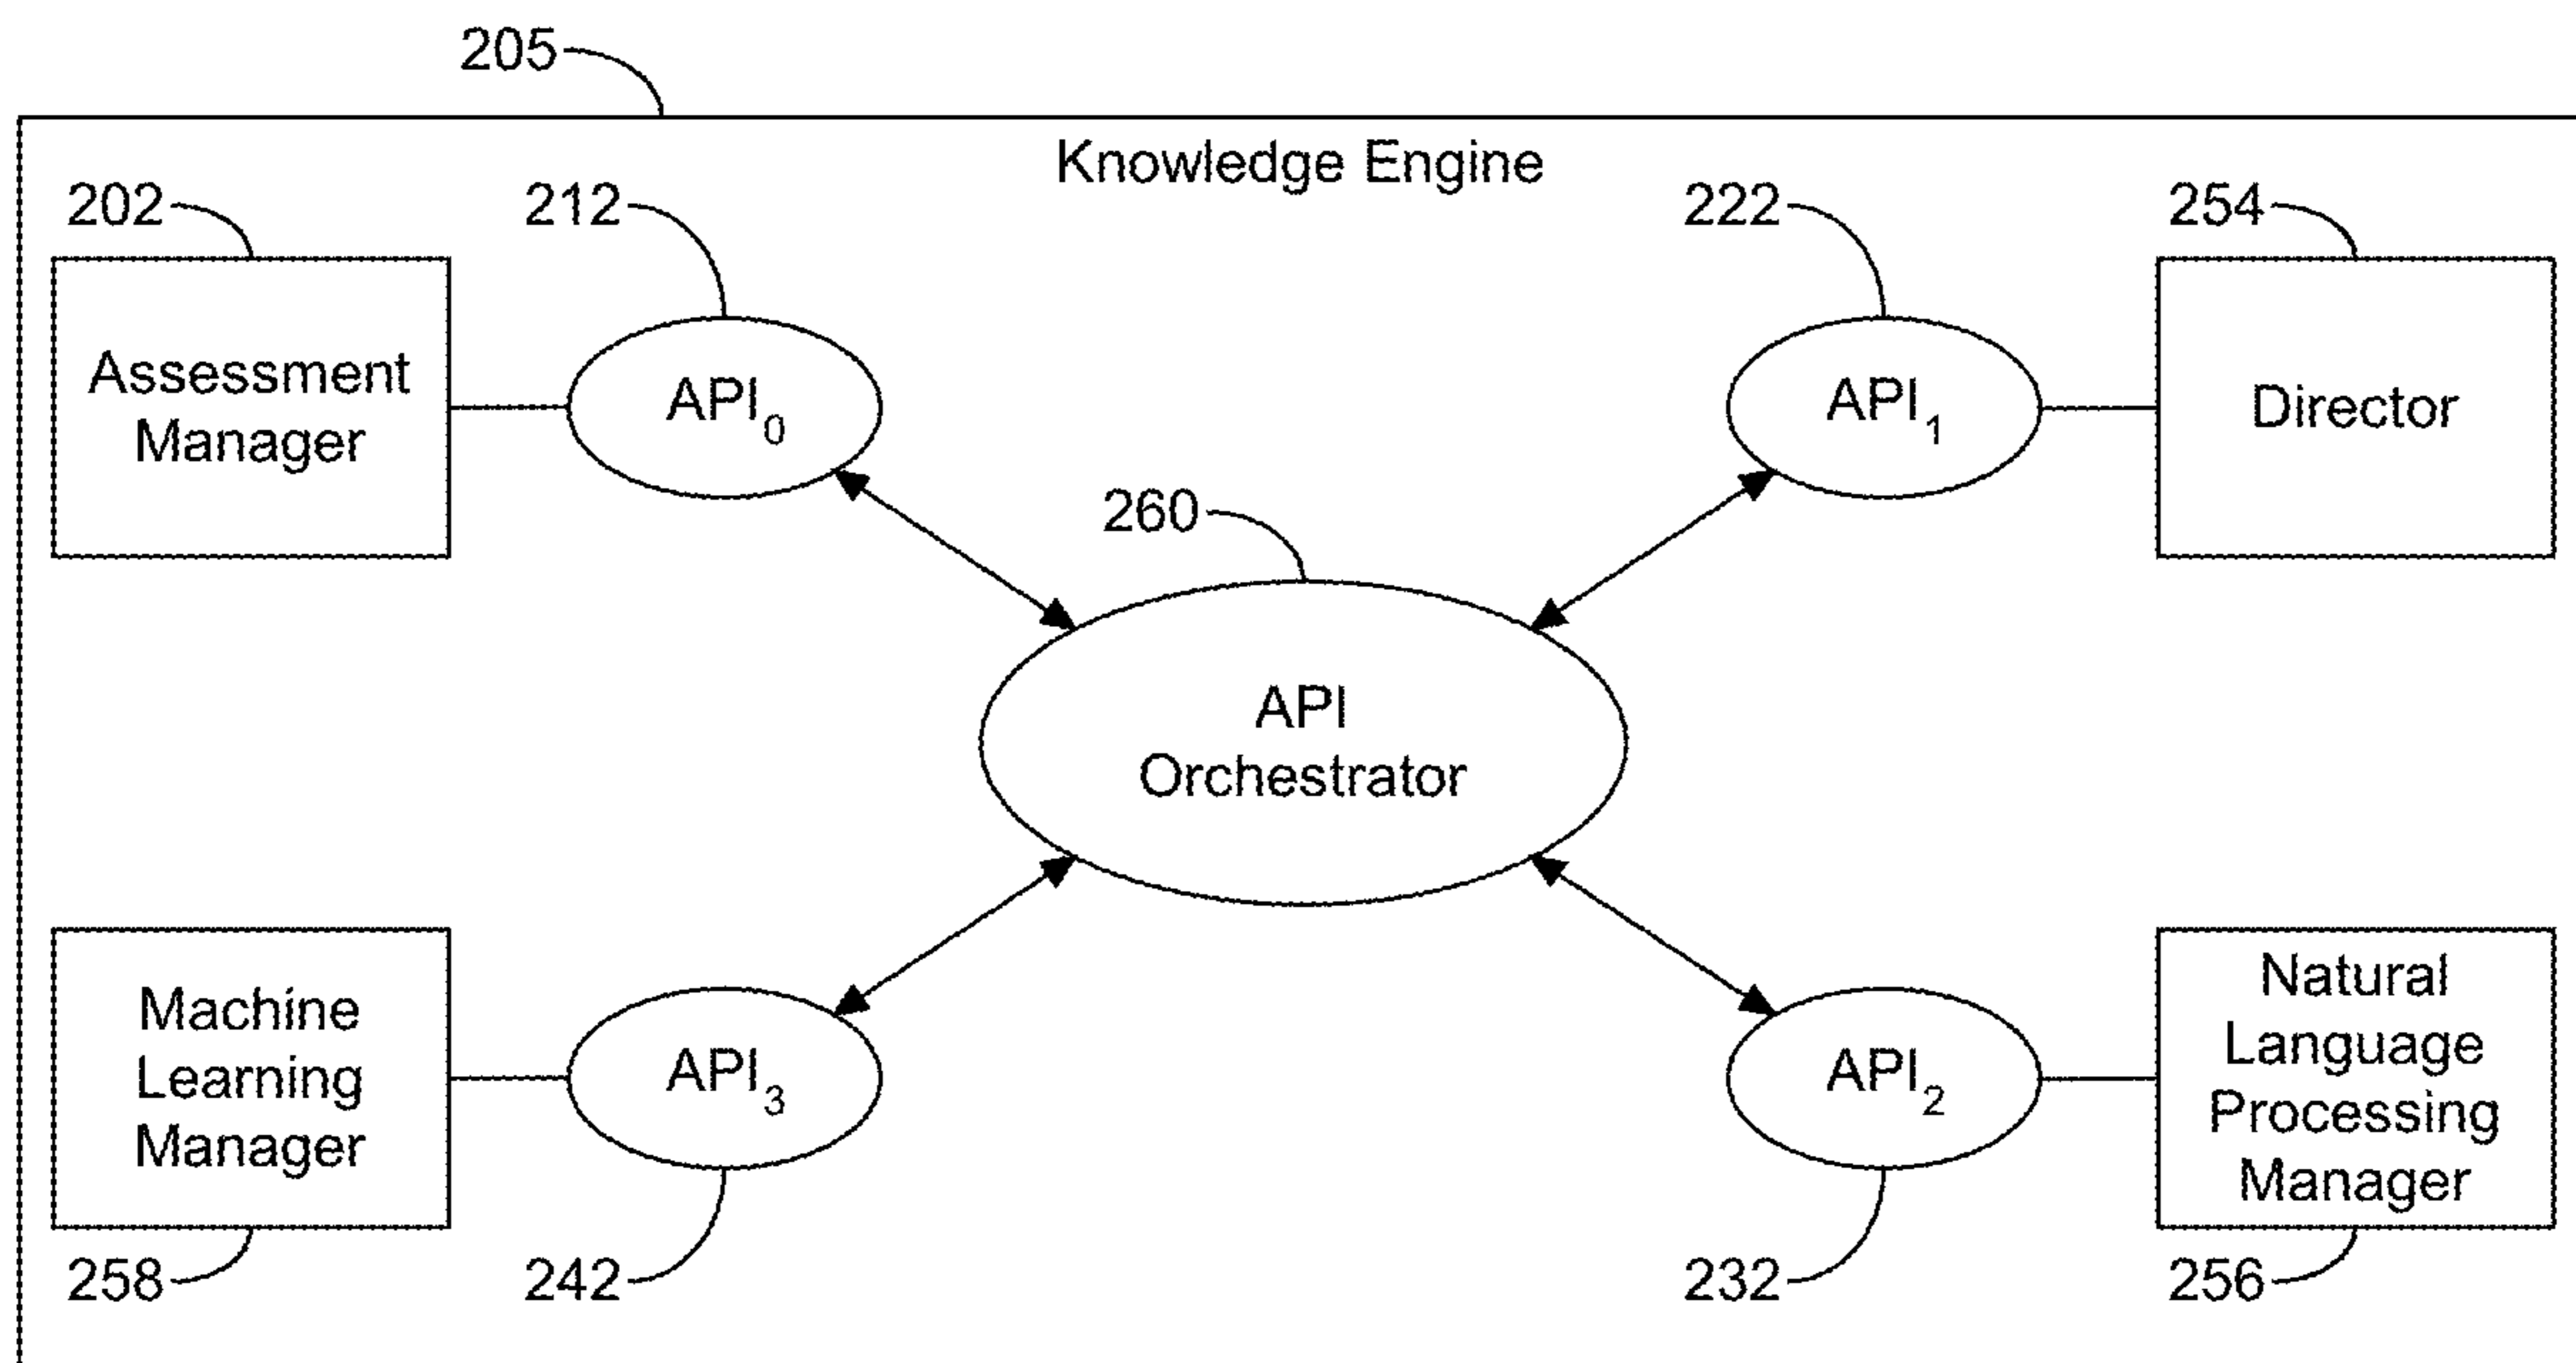 205
Knowledge Engine
202
212
222
254
Assessment
Manager
API₀
API₁
Director
260
API
Orchestrator
Machine
Learning
Manager
API₃
API₂
Natural
Language
Processing
Manager
258
242
232
256